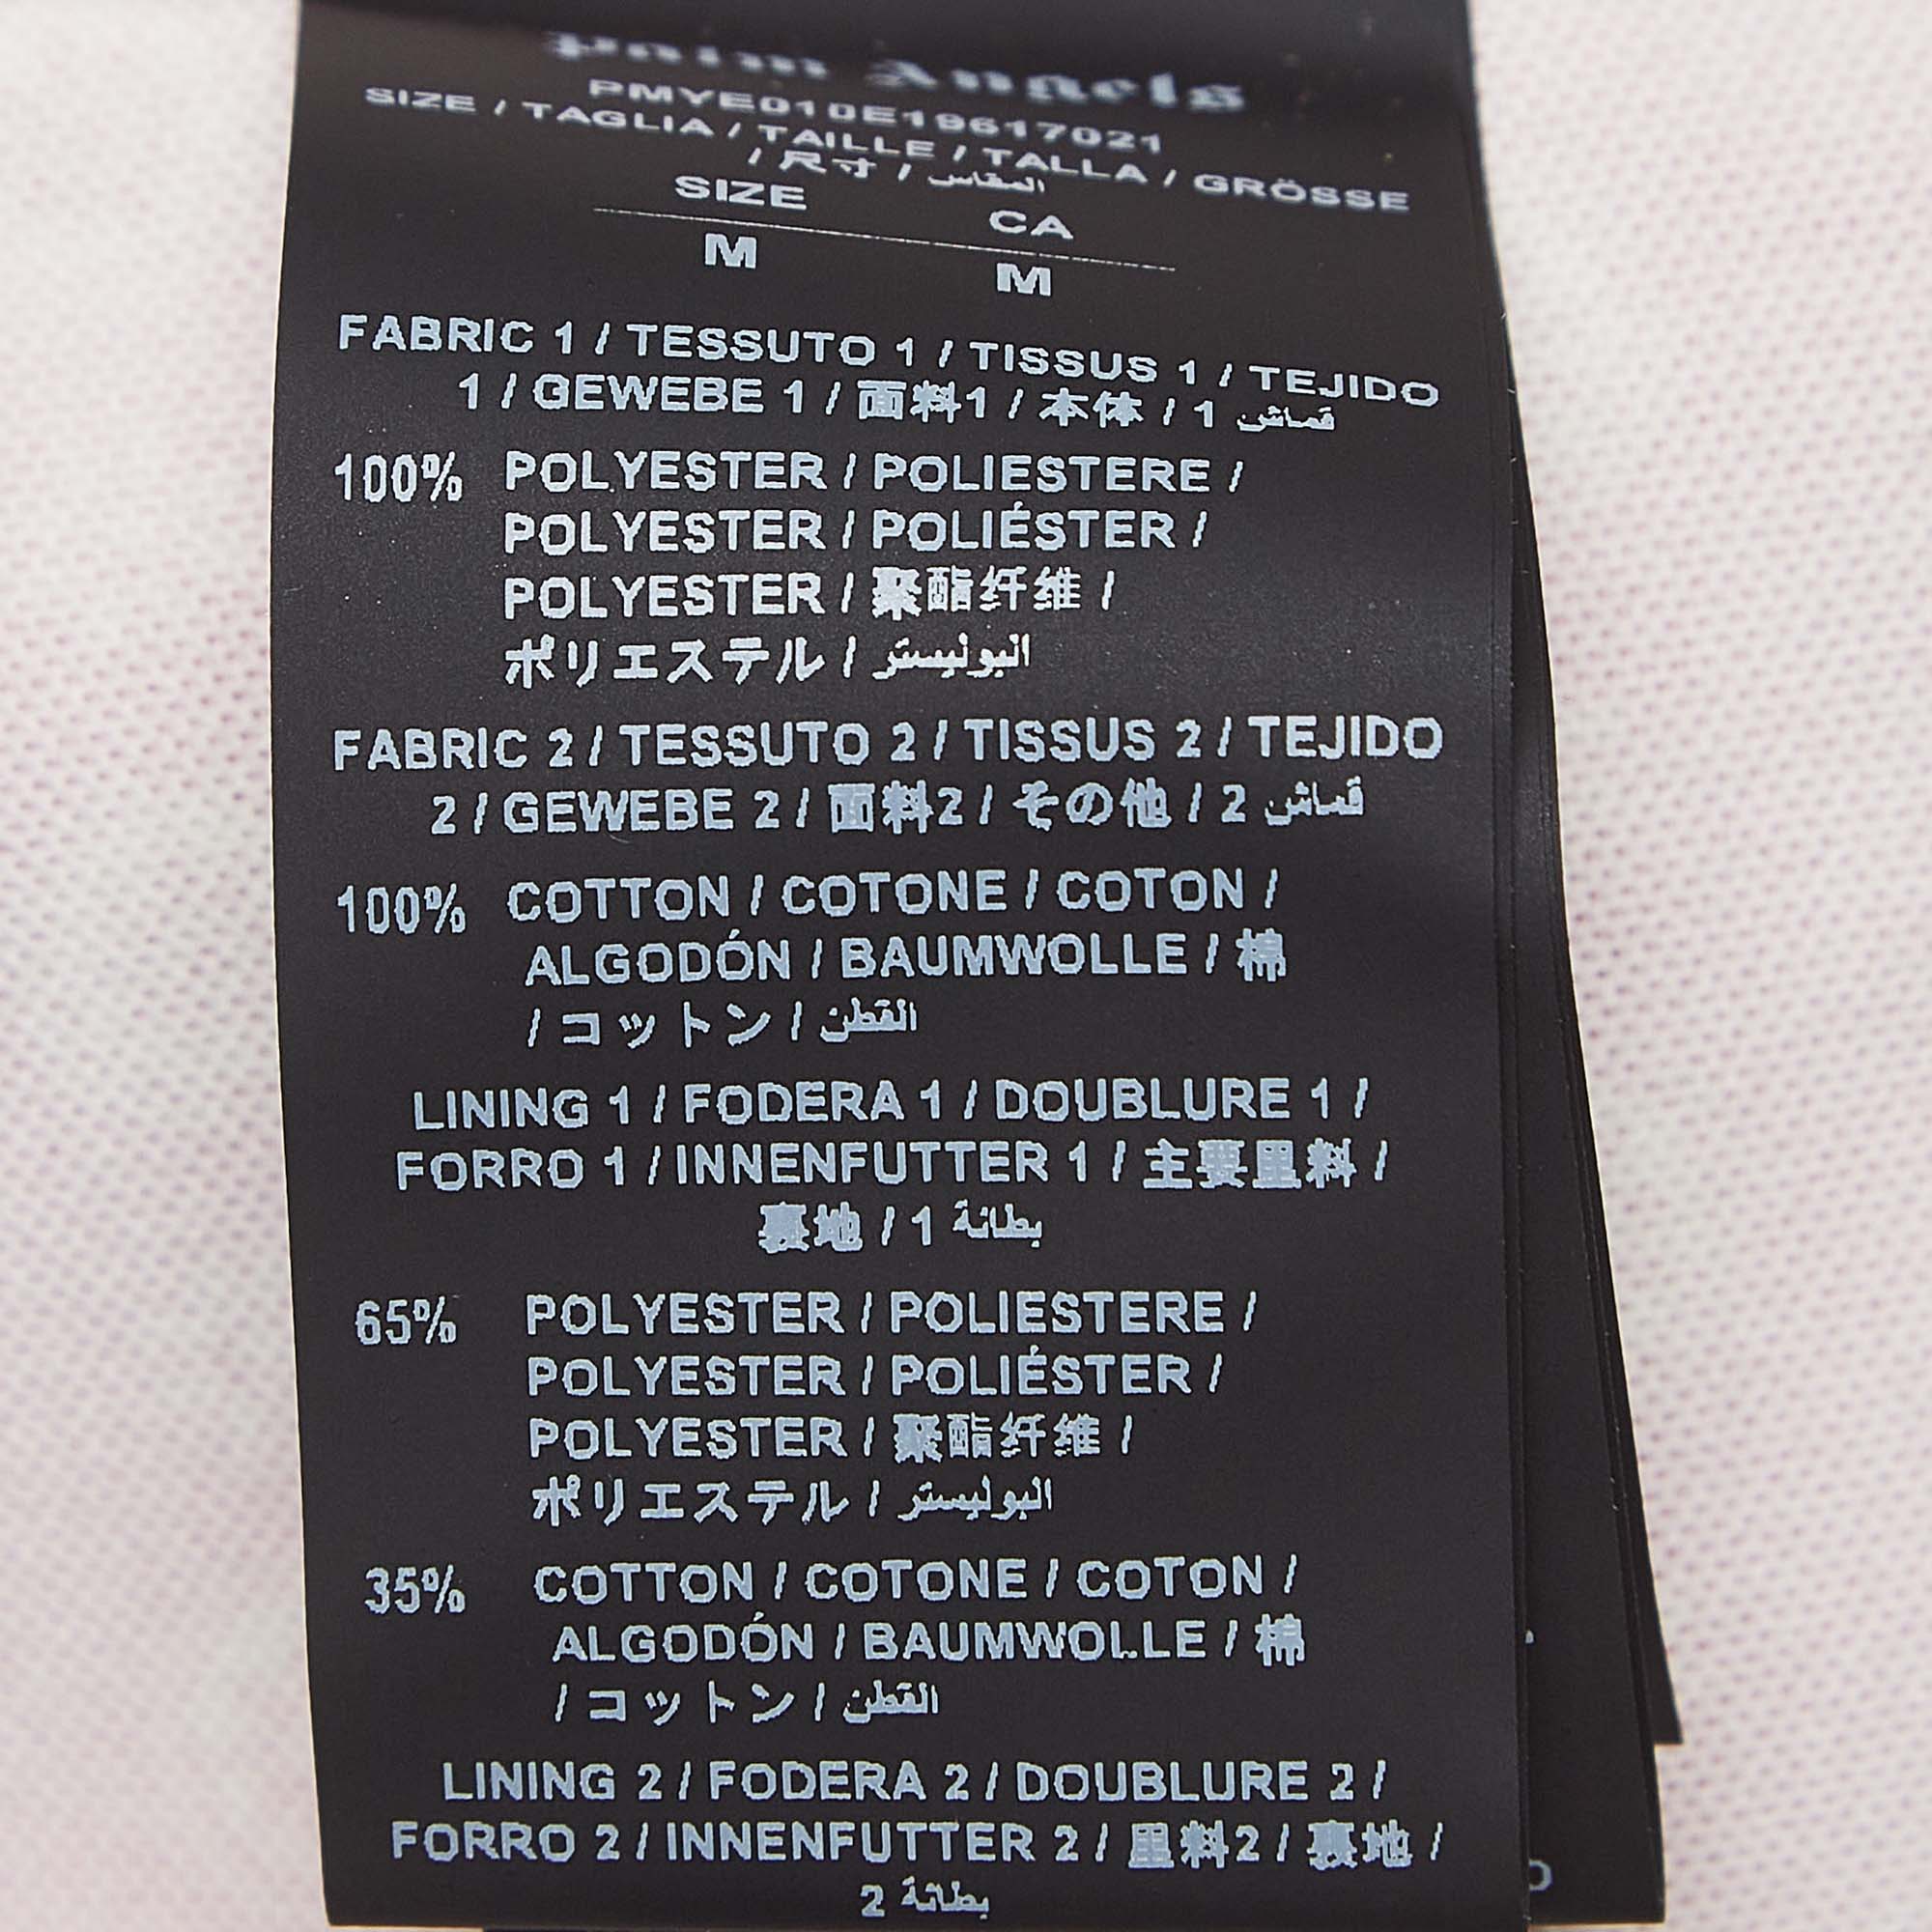 Palm Angels
PMYE010E19617021
SIZE / TAGLIA / TAILLE / TALLA / GRÖSSE
/ 尺寸 / المقاس
SIZE CA
M M
FABRIC 1 / TESSUTO 1 / TISSUS 1 / TEJIDO
1 / GEWEBE 1 / 面料1 / 本体 / 1 قماش
100% POLYESTER / POLIESTERE /
POLYESTER / POLIÉSTER /
POLYESTER / 聚酯纤维 /
ポリエステル / البوليستر
FABRIC 2 / TESSUTO 2 / TISSUS 2 / TEJIDO
2 / GEWEBE 2 / 面料2 / その他 / 2 قماش
100% COTTON / COTONE / COTON /
ALGODÓN / BAUMWOLLE / 棉
/ コットン / القطن
LINING 1 / FODERA 1 / DOUBLURE 1 /
FORRO 1 / INNENFUTTER 1 / 主要里料 /
裏地 / 1 بطانة
65% POLYESTER / POLIESTERE /
POLYESTER / POLIÉSTER /
POLYESTER / 聚酯纤维 /
ポリエステル / البوليستر
35% COTTON / COTONE / COTON /
ALGODÓN / BAUMWOLLE / 棉
/ コットン / القطن
LINING 2 / FODERA 2 / DOUBLURE 2 /
FORRO 2 / INNENFUTTER 2 / 里料2 / 裏地 /
2 بطانة